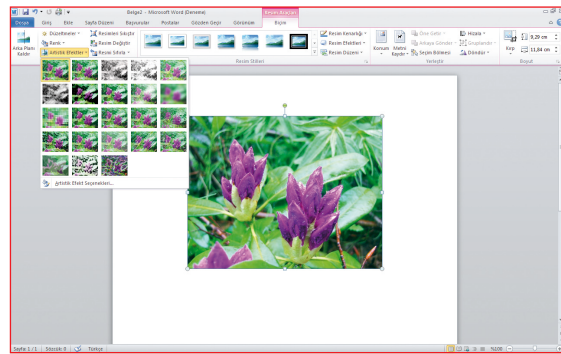 Belge2 - Microsoft Word (Deneme)
Resim Araçları
Dosya Giriş Ekle Sayfa Düzeni Başvurular Postalar Gözden Geçir Görünüm Biçim
Arka Planı Kaldır
Düzeltmeler
Renk
Artistik Efektler
Resimleri Sıkıştır
Resim Değiştir
Resim Sıfırla
Resim Stilleri
Resim Kenarlığı
Resim Efektleri
Resim Düzeni
Konum
Metni Kaydır
Öne Getir
Arkaya Gönder
Seçim Bölmesi
Hizala
Gruplandır
Döndür
Yerleştir
Kırp
9,29 cm
11,84 cm
Boyut
Artistik Efekt Seçenekleri...
Sayfa: 1 / 1 Sözcük: 0 Türkçe %100